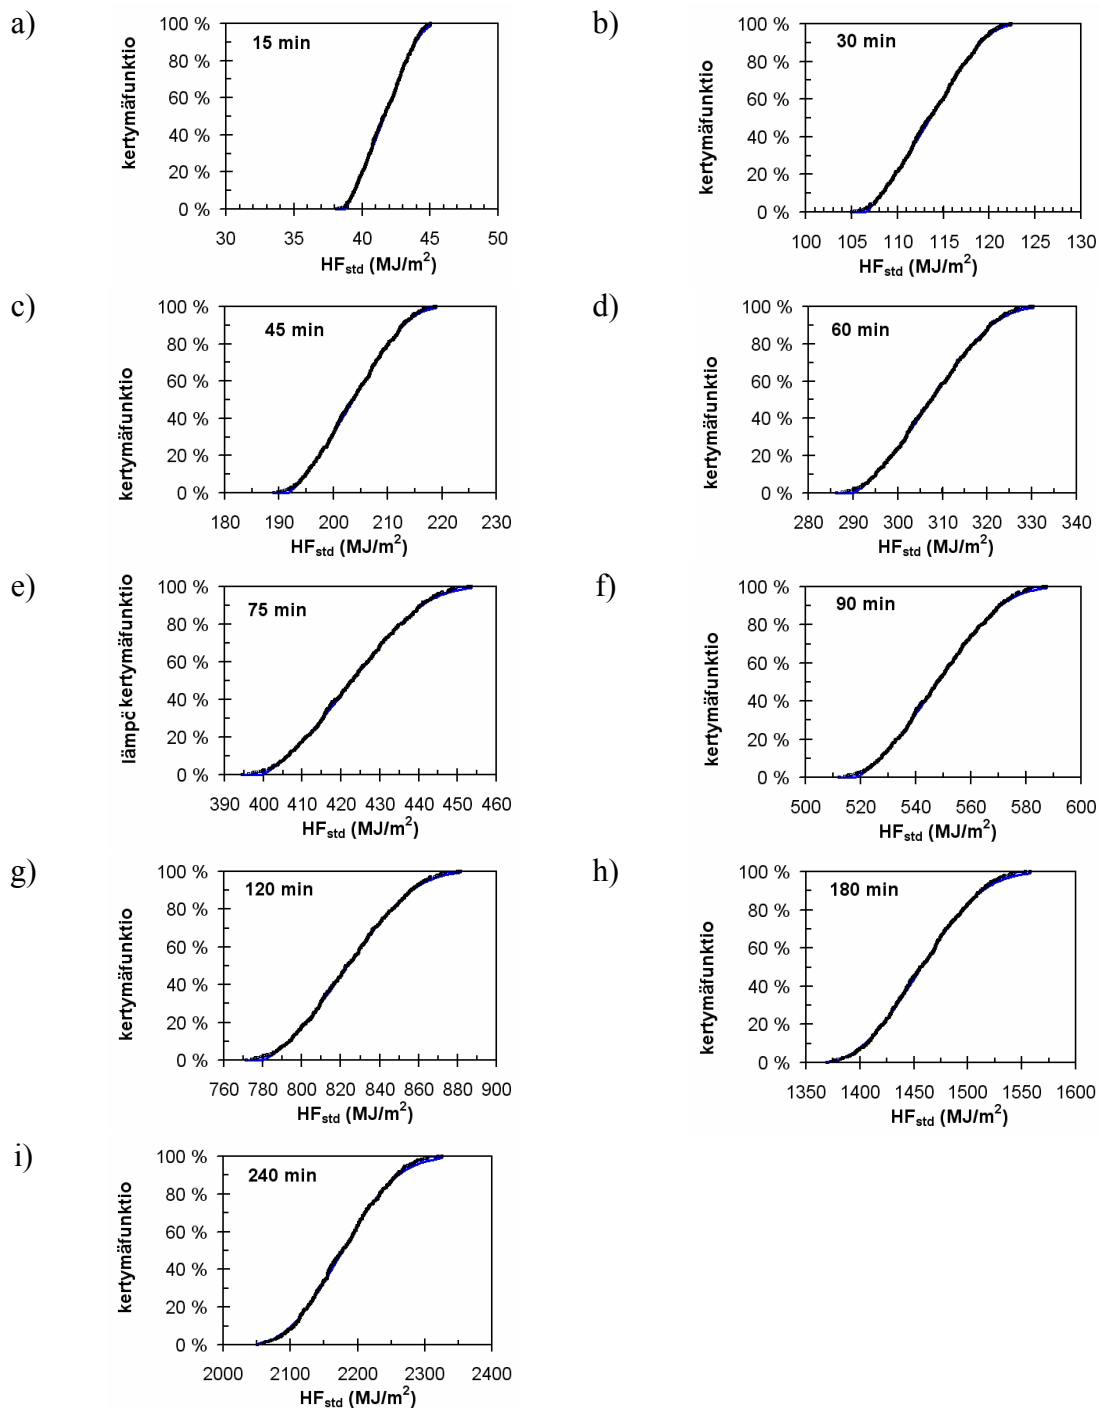 a)
15 min
kertymäfunktio
100 %
80 %
60 %
40 %
20 %
0 %
30 35 40 45 50
HFstd (MJ/m2)
b)
30 min
kertymäfunktio
100 %
80 %
60 %
40 %
20 %
0 %
100 105 110 115 120 125 130
HFstd (MJ/m2)
c)
45 min
kertymäfunktio
100 %
80 %
60 %
40 %
20 %
0 %
180 190 200 210 220 230
HFstd (MJ/m2)
d)
60 min
kertymäfunktio
100 %
80 %
60 %
40 %
20 %
0 %
280 290 300 310 320 330 340
HFstd (MJ/m2)
e)
75 min
lämpö kertymäfunktio
100 %
80 %
60 %
40 %
20 %
0 %
390 400 410 420 430 440 450 460
HFstd (MJ/m2)
f)
90 min
kertymäfunktio
100 %
80 %
60 %
40 %
20 %
0 %
500 520 540 560 580 600
HFstd (MJ/m2)
g)
120 min
kertymäfunktio
100 %
80 %
60 %
40 %
20 %
0 %
760 780 800 820 840 860 880 900
HFstd (MJ/m2)
h)
180 min
kertymäfunktio
100 %
80 %
60 %
40 %
20 %
0 %
1350 1400 1450 1500 1550 1600
HFstd (MJ/m2)
i)
240 min
kertymäfunktio
100 %
80 %
60 %
40 %
20 %
0 %
2000 2100 2200 2300 2400
HFstd (MJ/m2)